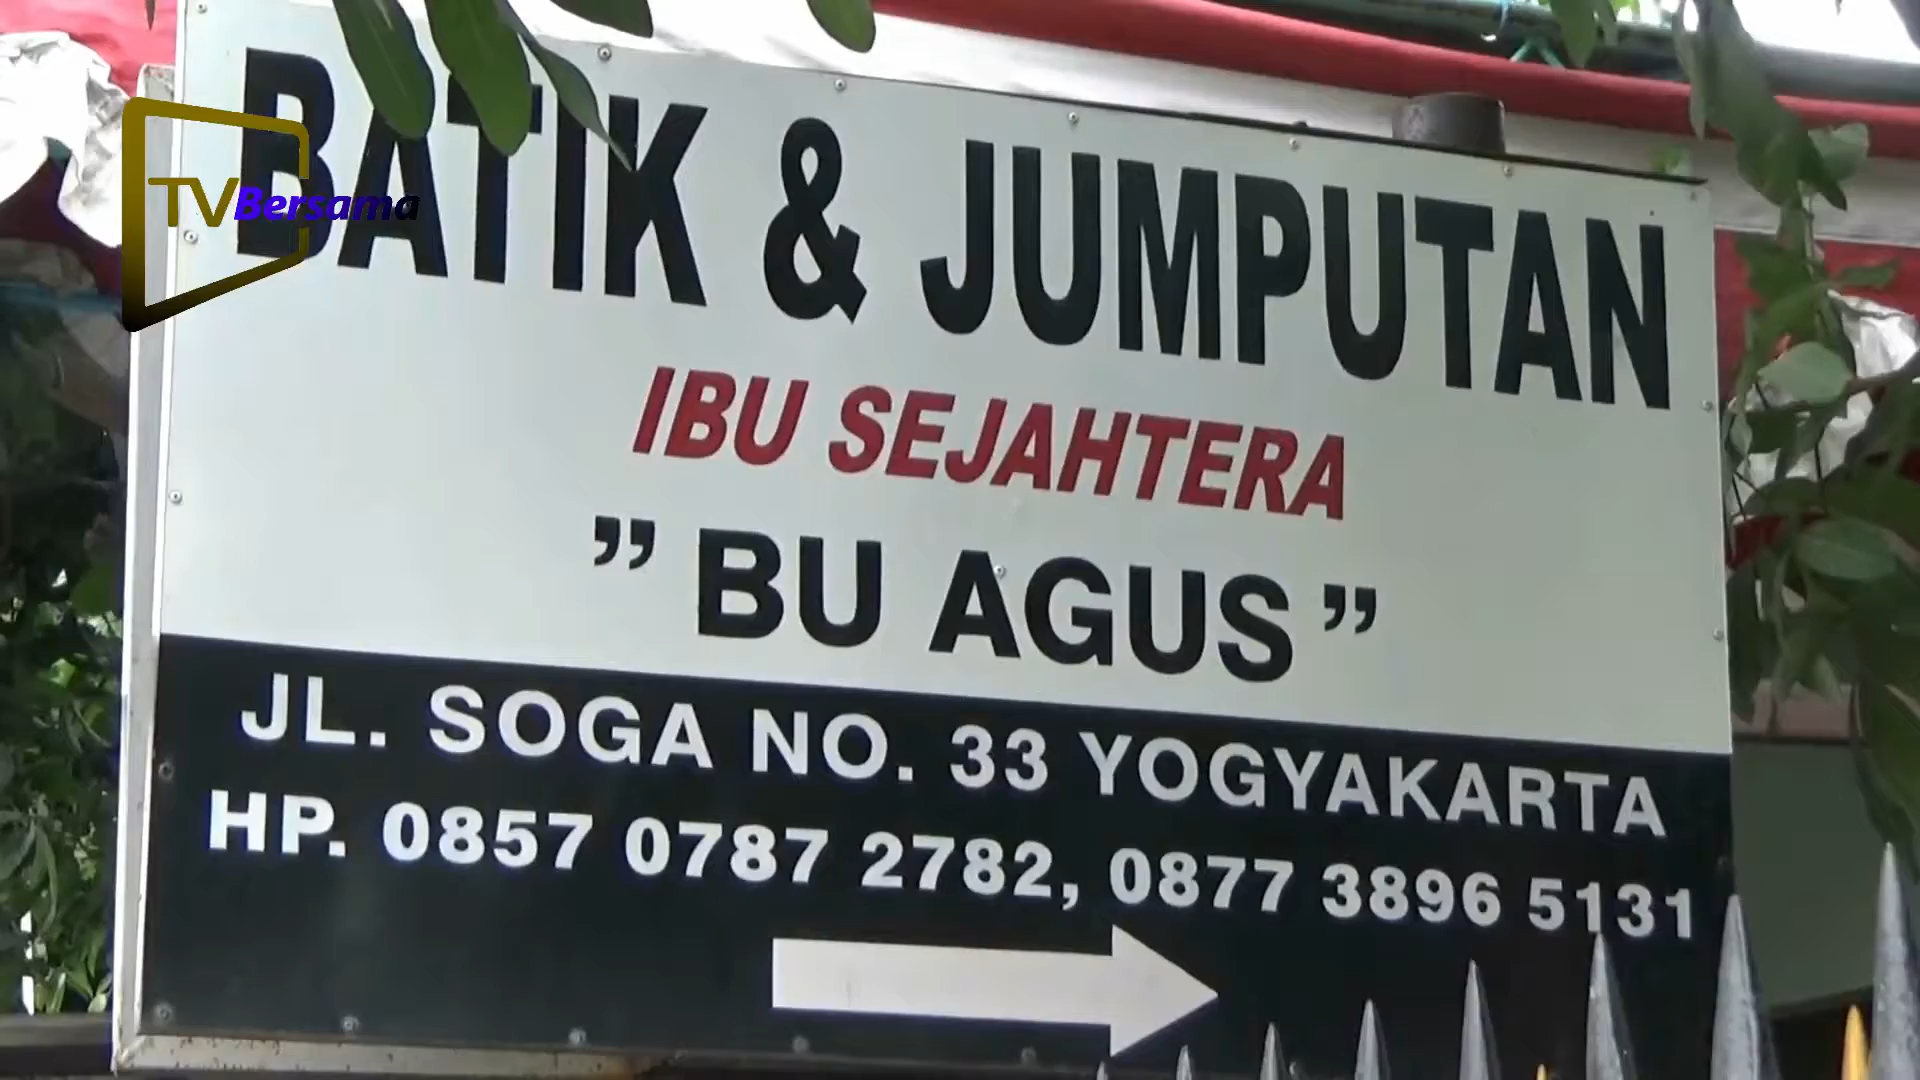 BATIK & JUMPUTAN
TVBersama
IBU SEJAHTERA
” BU AGUS ”
JL. SOGA NO. 33 YOGYAKARTA
HP. 0857 0787 2782, 0877 3896 5131